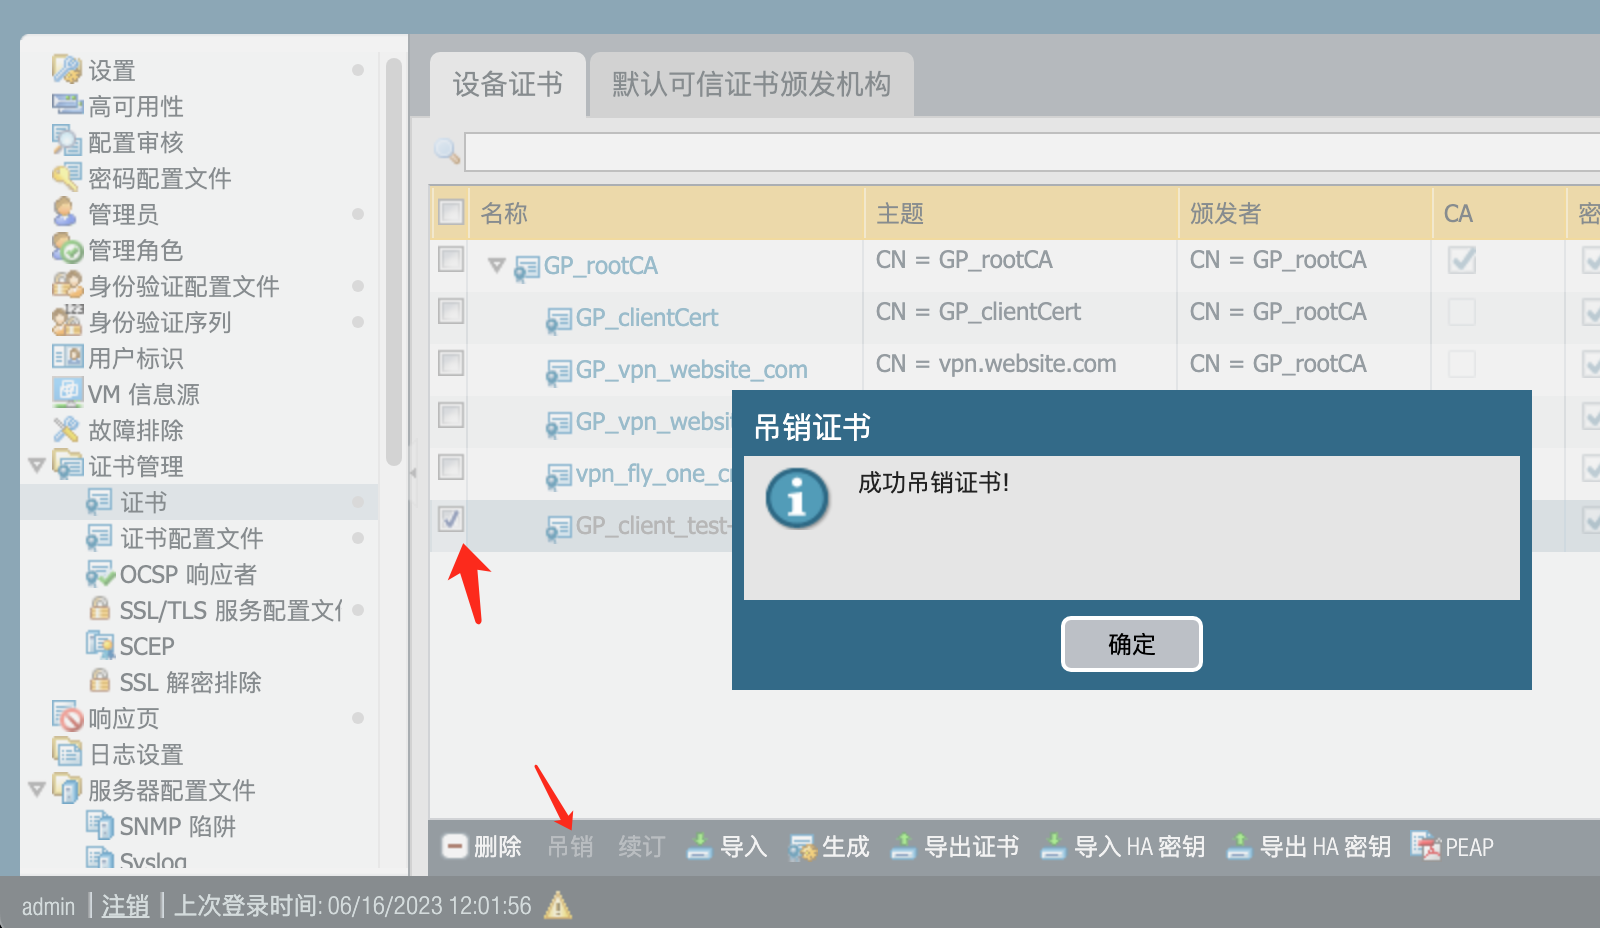 设置
高可用性
配置审核
密码配置文件
管理员
管理角色
身份验证配置文件
123
身份验证序列
用户标识
VM 信息源
故障排除
证书管理
证书
证书配置文件
OCSP 响应者
SSL/TLS 服务配置文
SCEP
SSL 解密排除
响应页
日志设置
服务器配置文件
SNMP 陷阱
Syslog
设备证书 默认可信证书颁发机构
名称 主题 颁发者 CA 密
GP_rootCA CN = GP_rootCA CN = GP_rootCA
GP_clientCert CN = GP_clientCert CN = GP_rootCA
GP_vpn_website_com CN = vpn.website.com CN = GP_rootCA
GP_vpn_websi
vpn_fly_one_c
GP_client_test-
吊销证书
成功吊销证书!
确定
删除 吊销 续订 导入 生成 导出证书 导入 HA 密钥 导出 HA 密钥 PEAP
admin | 注销 | 上次登录时间: 06/16/2023 12:01:56